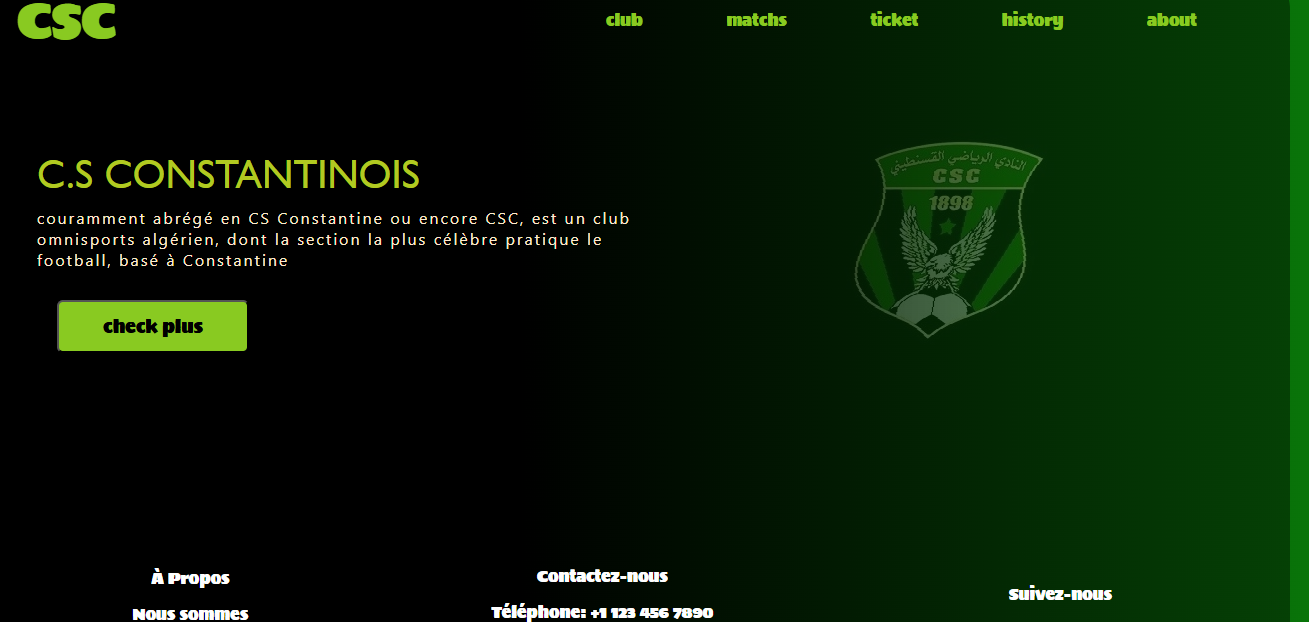 CSC
club matchs ticket history about
النادي الرياضي القسنطيني
CSC
1898
C.S CONSTANTINOIS
couramment abrégé en CS Constantine ou encore CSC, est un club
omnisports algérien, dont la section la plus célèbre pratique le
football, basé à Constantine
check plus
À Propos
Contactez-nous
Suivez-nous
Nous sommes
Téléphone: +1 123 456 7890